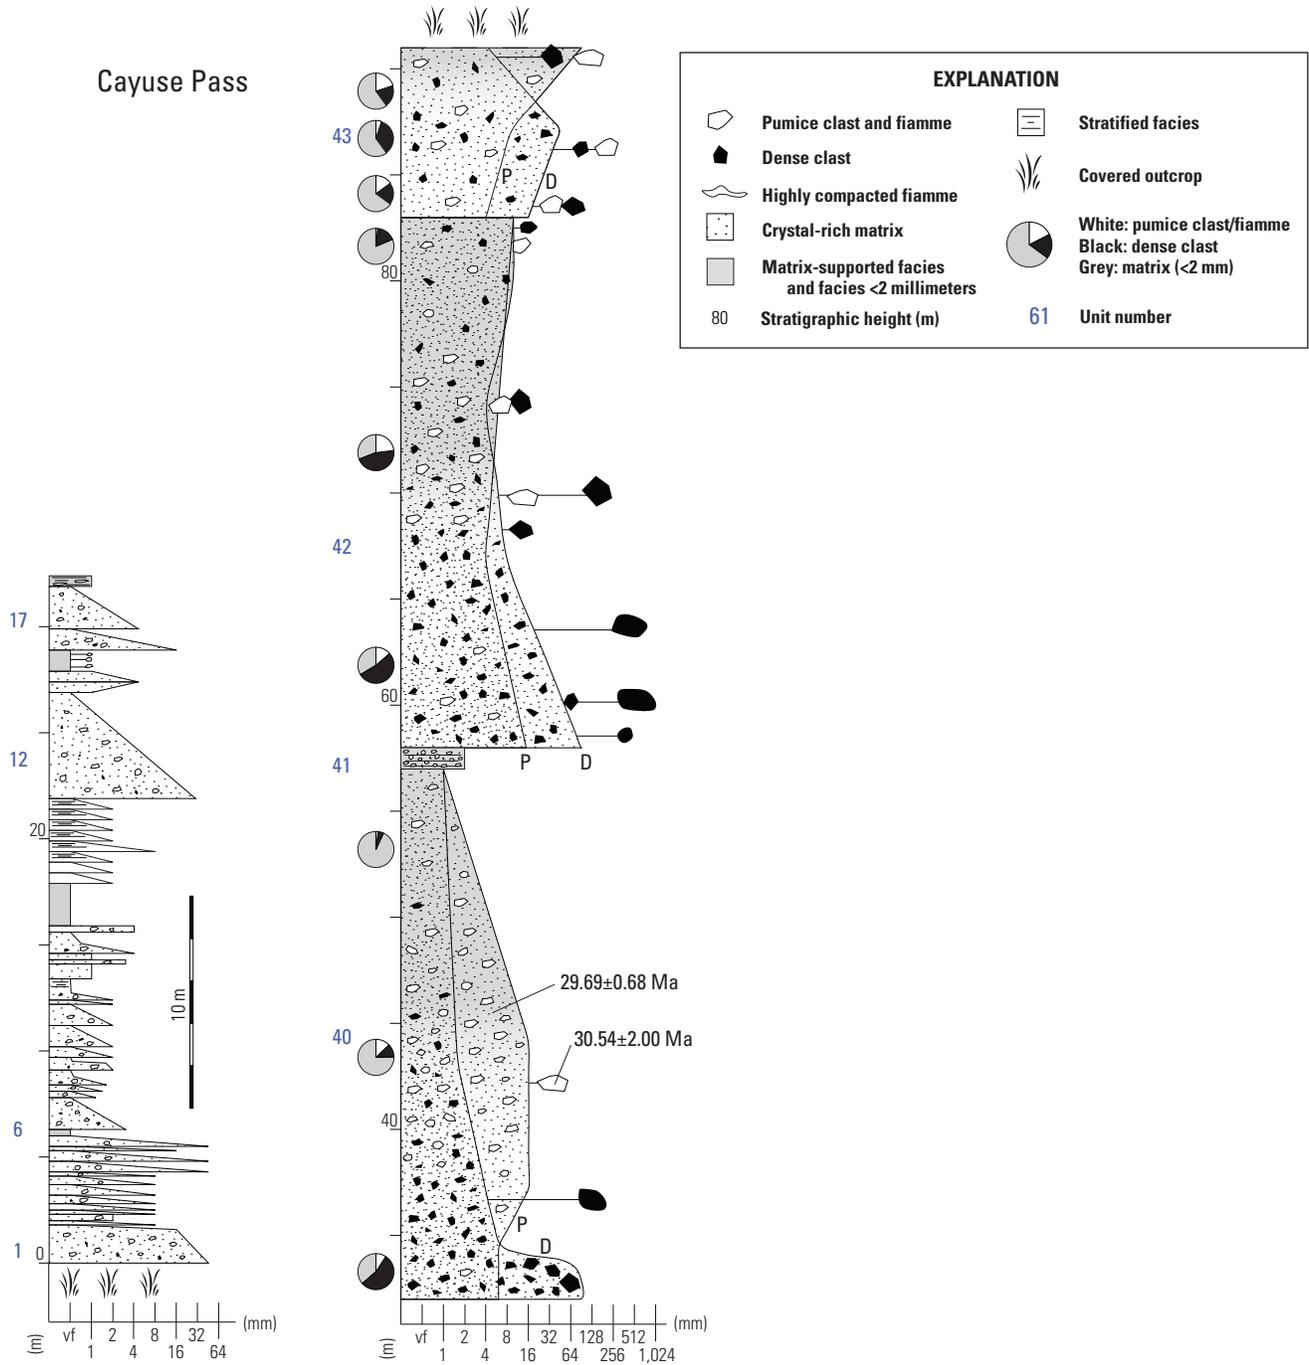 Cayuse Pass
EXPLANATION
Pumice clast and fiamme
Dense clast
Highly compacted fiamme
Crystal-rich matrix
Matrix-supported facies
and facies <2 millimeters
80 Stratigraphic height (m)
Stratified facies
Covered outcrop
White: pumice clast/fiamme
Black: dense clast
Grey: matrix (<2 mm)
61 Unit number
17
12
20
10 m
6
1 0
(m)
vf 2 8 32 (mm)
1 4 16 64
43
P D
80
42
60
41
P D
29.69±0.68 Ma
40
30.54±2.00 Ma
40
P
D
(m)
vf 2 8 32 128 512 (mm)
1 4 16 64 256 1,024